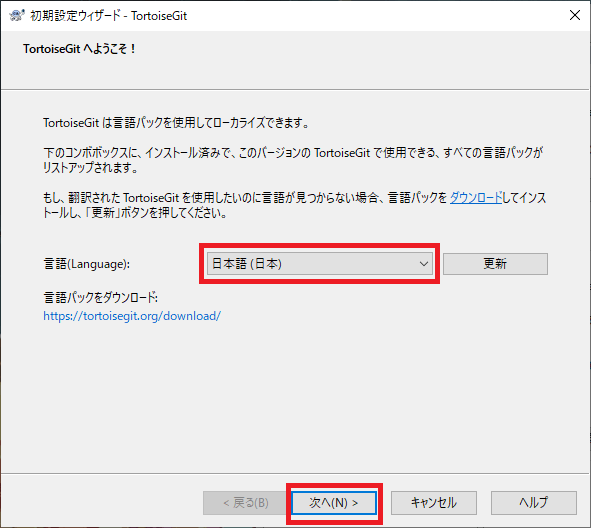 初期設定ウィザード - TortoiseGit
TortoiseGit へようこそ！
TortoiseGit は言語パックを使用してローカライズできます。
下のコンボボックスに、インストール済みで、このバージョンの TortoiseGit で使用できる、すべての言語パックが
リストアップされます。
もし、翻訳された TortoiseGit を使用したいのに言語が見つからない場合、言語パックを ダウンロードしてインス
トールし、「更新」ボタンを押してください。
言語(Language): 日本語 (日本) 更新
言語パックをダウンロード:
https://tortoisegit.org/download/
< 戻る(B) 次へ(N) > キャンセル ヘルプ